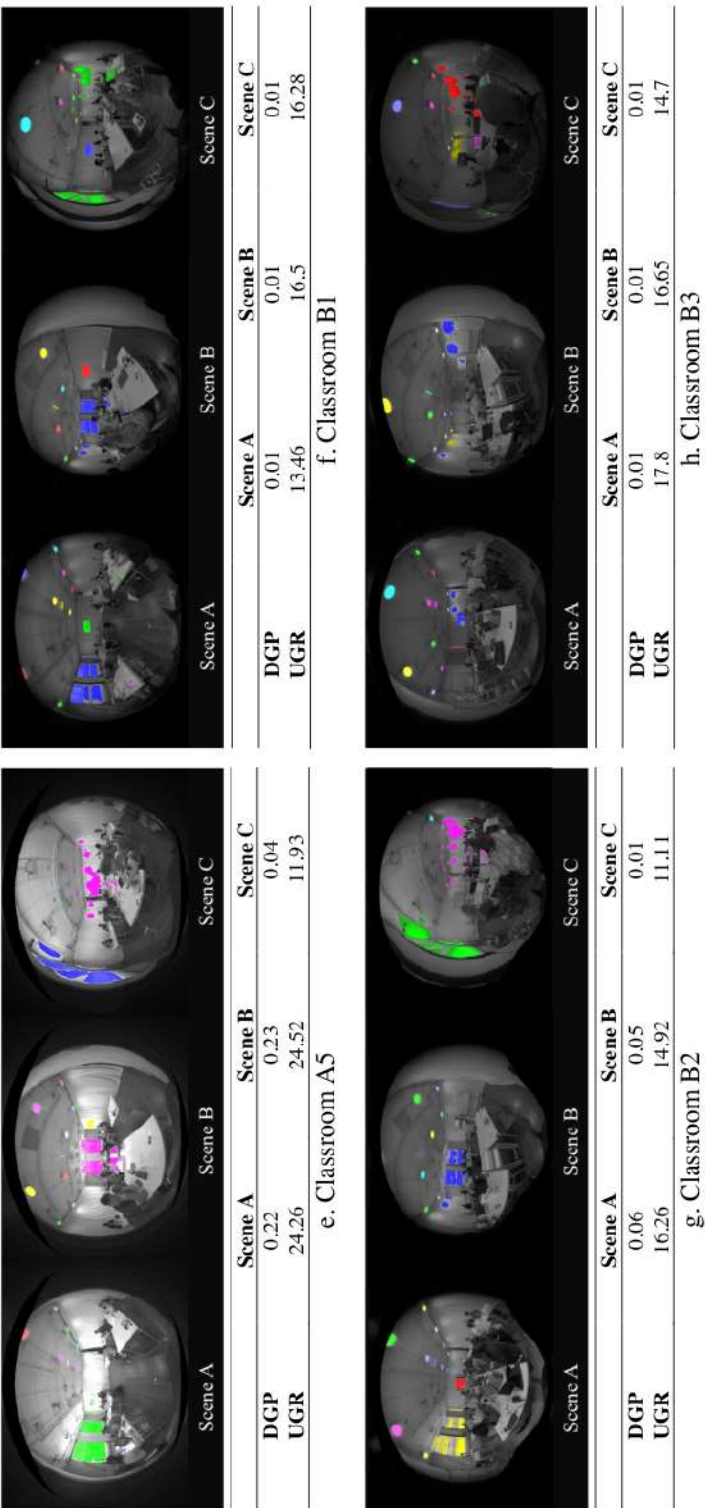 Scene A Scene B Scene C
Scene A Scene B Scene C
DGP 0.22 0.23 0.04
UGR 24.26 24.52 11.93
e. Classroom A5
Scene A Scene B Scene C
Scene A Scene B Scene C
DGP 0.01 0.01 0.01
UGR 13.46 16.5 16.28
f. Classroom B1
Scene A Scene B Scene C
Scene A Scene B Scene C
DGP 0.06 0.05 0.01
UGR 16.26 14.92 11.11
g. Classroom B2
Scene A Scene B Scene C
Scene A Scene B Scene C
DGP 0.01 0.01 0.01
UGR 17.8 16.65 14.7
h. Classroom B3